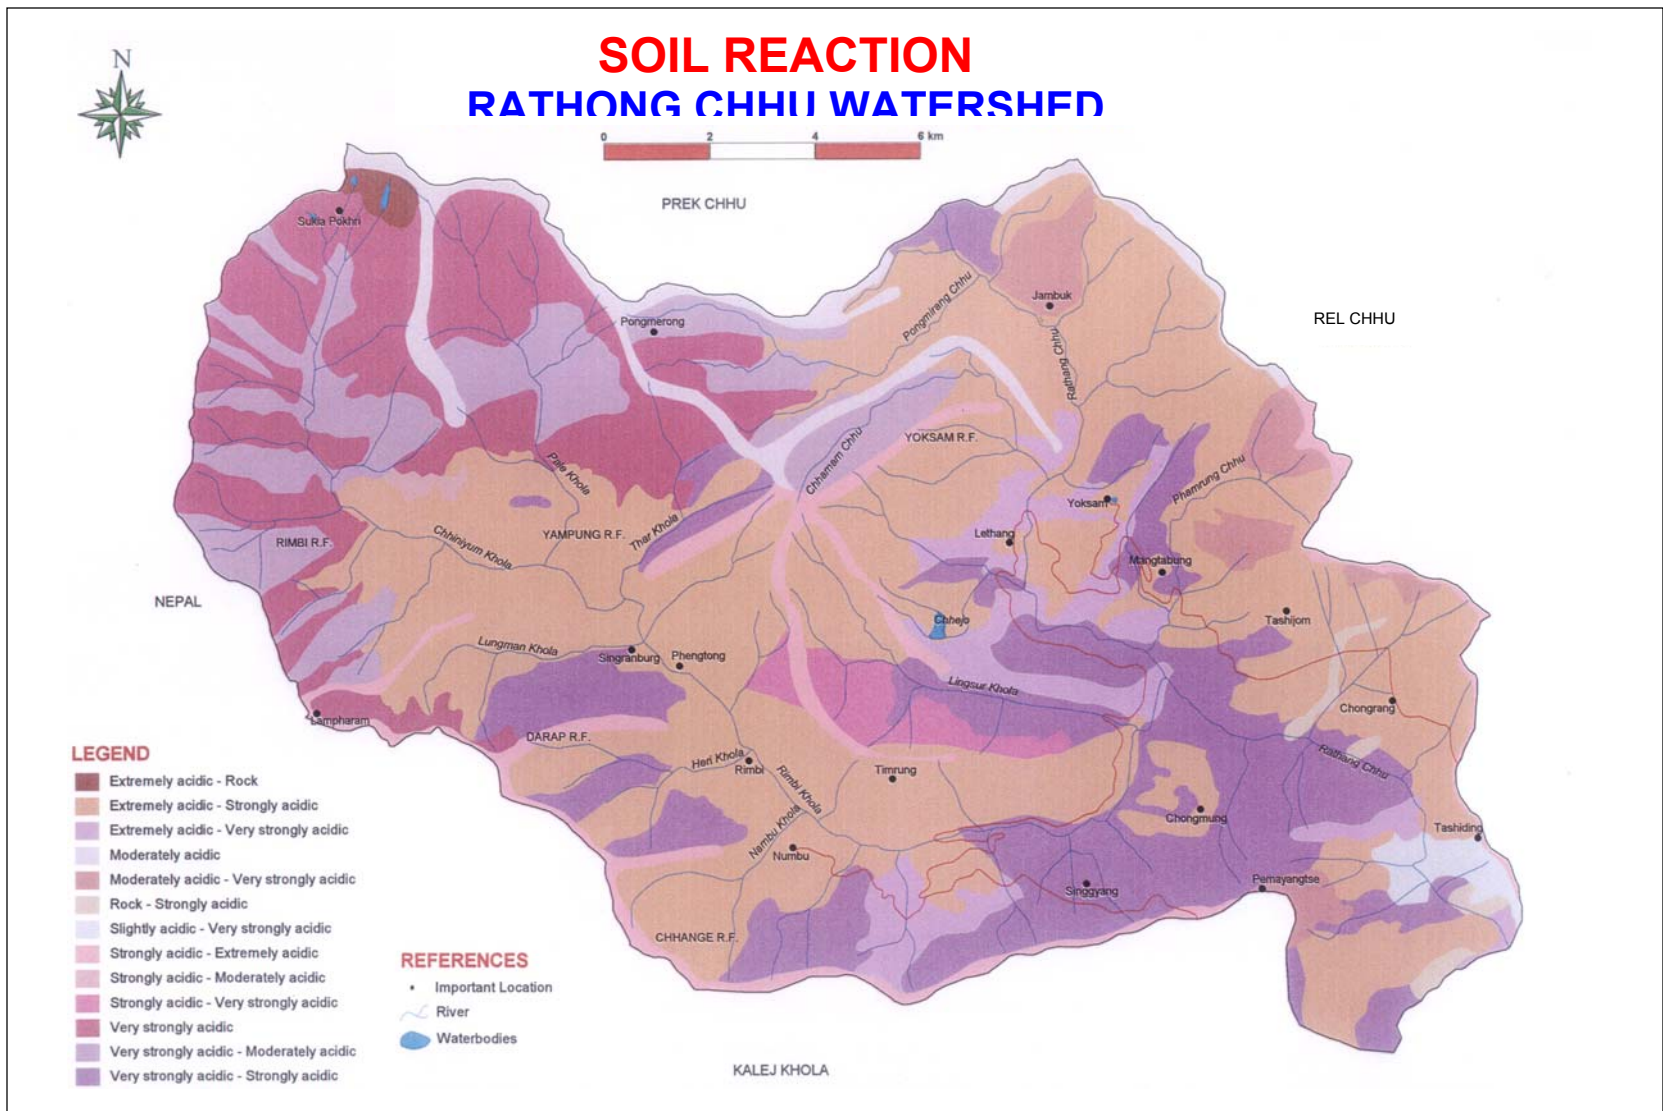 SOIL REACTION
RATHONG CHHU WATERSHED
N
0 2 4 6 km
PREK CHHU
Sukla Pokhri
REL CHHU
Jambuk
Pongmirang Chhu
Pongmerong
Rathang Chhu
Chhamam Chhu
YOKSAM R.F.
Pale Khola
Phamrung Chhu
Yoksam
Lethang
RIMBI R.F.
Chhiniyum Khola
YAMPUNG R.F.
Thar Khola
Mangtabung
NEPAL
Chhejo
Tashijom
Lungman Khola
Singranburg
Phengtong
Lingsur Khola
Lampharam
Chongrang
DARAP R.F.
Heri Khola
Rimbi
Rimbi Khola
Timrung
Rathang Chhu
Nambu Khola
Numbu
Chongmung
Tashiding
Singgyang
Pemayangtse
CHHANGE R.F.
KALEJ KHOLA
LEGEND
Extremely acidic - Rock
Extremely acidic - Strongly acidic
Extremely acidic - Very strongly acidic
Moderately acidic
Moderately acidic - Very strongly acidic
Rock - Strongly acidic
Slightly acidic - Very strongly acidic
Strongly acidic - Extremely acidic
Strongly acidic - Moderately acidic
Strongly acidic - Very strongly acidic
Very strongly acidic
Very strongly acidic - Moderately acidic
Very strongly acidic - Strongly acidic
REFERENCES
Important Location
River
Waterbodies